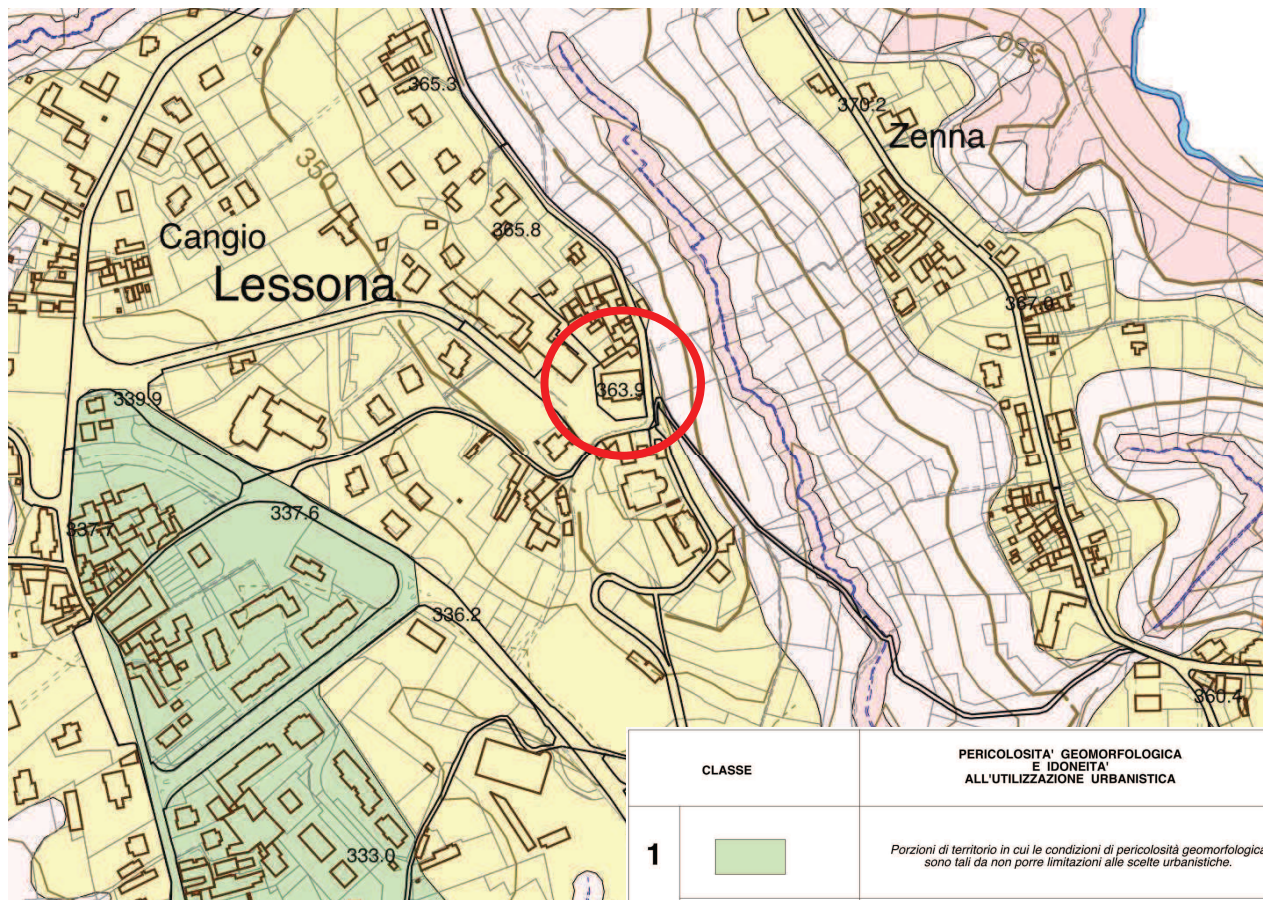 365.3
370.2
350
Zenna
350
365.8
Cangio
Lessona
367.0
363.9
339.9
337.7
337.6
336.2
360.4
333.0
CLASSE
PERICOLOSITA' GEOMORFOLOGICA
E IDONEITA'
ALL'UTILIZZAZIONE URBANISTICA
1
Porzioni di territorio in cui le condizioni di pericolosità geomorfologica
sono tali da non porre limitazioni alle scelte urbanistiche.